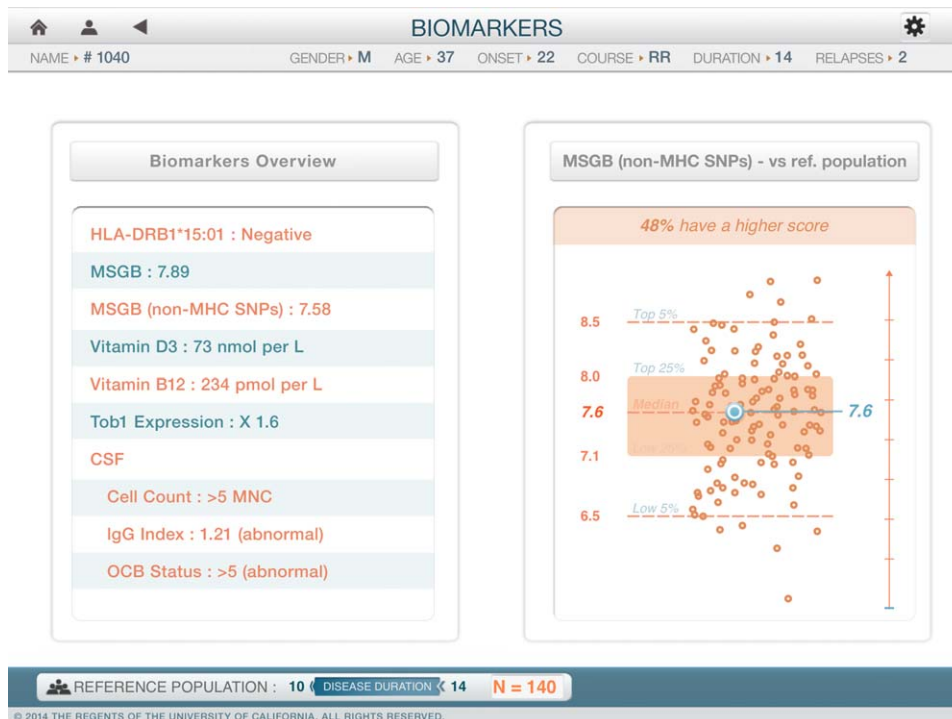 BIOMARKERS
NAME ▸ # 1040 GENDER ▸ M AGE ▸ 37 ONSET ▸ 22 COURSE ▸ RR DURATION ▸ 14 RELAPSES ▸ 2
Biomarkers Overview
HLA-DRB1*15:01 : Negative
MSGB : 7.89
MSGB (non-MHC SNPs) : 7.58
Vitamin D3 : 73 nmol per L
Vitamin B12 : 234 pmol per L
Tob1 Expression : X 1.6
CSF
Cell Count : >5 MNC
IgG Index : 1.21 (abnormal)
OCB Status : >5 (abnormal)
MSGB (non-MHC SNPs) - vs ref. population
48% have a higher score
8.5 Top 5%
8.0 Top 25%
7.6 Median 7.6
7.1 Low 25%
6.5 Low 5%
REFERENCE POPULATION : 10 DISEASE DURATION 14 N = 140
© 2014 THE REGENTS OF THE UNIVERSITY OF CALIFORNIA. ALL RIGHTS RESERVED.